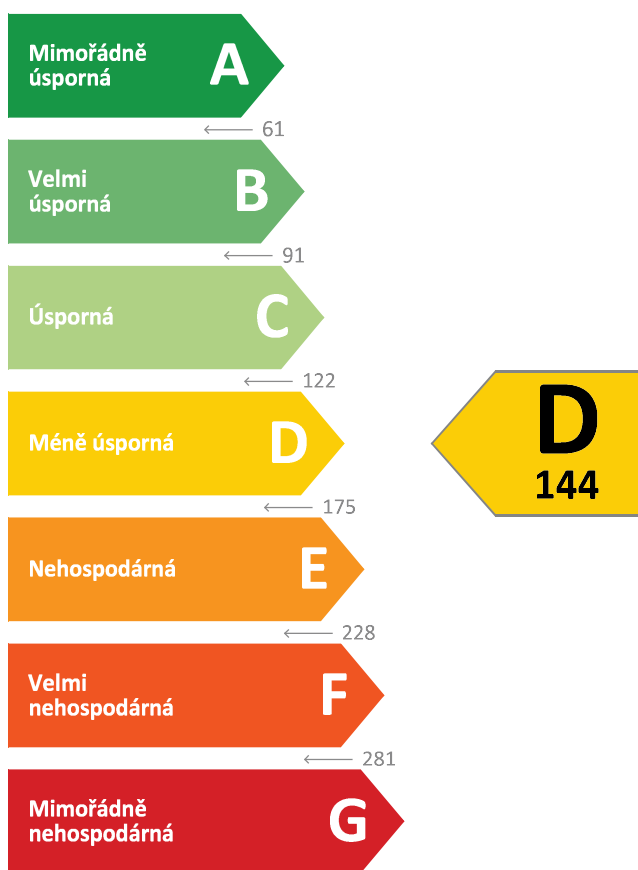 Mimořádně
úsporná
A
61
Velmi
úsporná
B
91
Úsporná
C
122
Méně úsporná
D
D
144
175
Nehospodárná
E
228
Velmi
nehospodárná
F
281
Mimořádně
nehospodárná
G